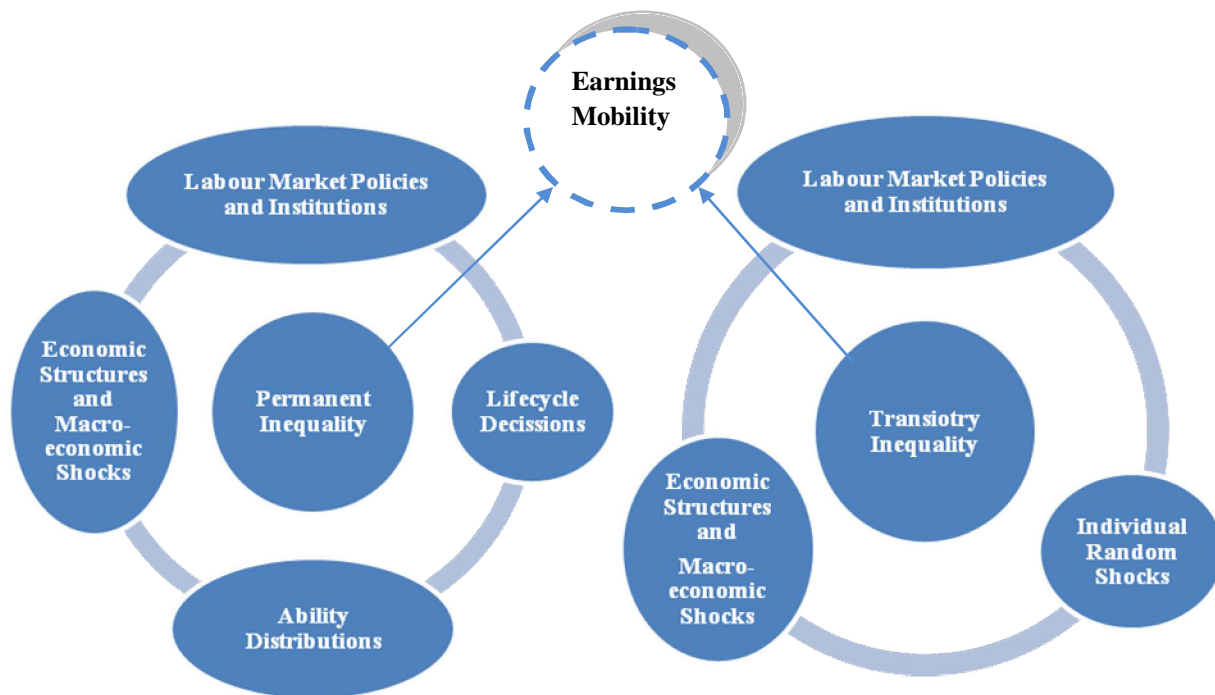 Earnings
Mobility
Labour Market Policies
and Institutions
Economic
Structures
and
Macro-
economic
Shocks
Permanent
Inequality
Lifecycle
Decissions
Ability
Distributions
Labour Market Policies
and Institutions
Transiotry
Inequality
Economic
Structures
and
Macro-
economic
Shocks
Individual
Random
Shocks